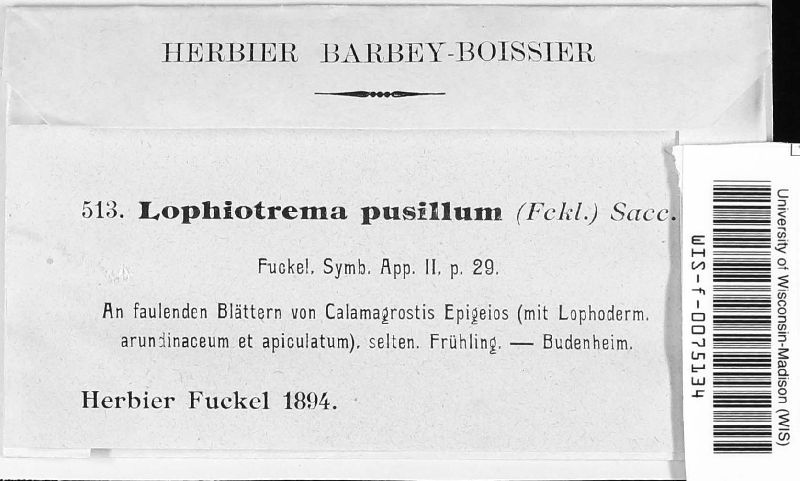 HERBIER BARBEY-BOISSIER
513. Lophiotrema pusillum (Fckl.) Sacc.
Fuckel, Symb. App. II, p. 29.
An faulenden Blättern von Calamagrostis Epigeios (mit Lophoderm.
arundinaceum et apiculatum), selten. Frühling. — Budenheim.
Herbier Fuckel 1894.
WIS-f-0075134
University of Wisconsin-Madison (WIS)